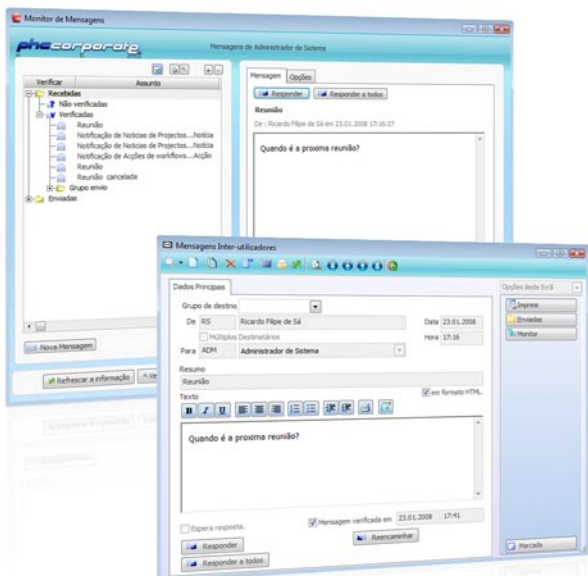 Monitor de Mensagens
phc corporate
Mensagens de Administrador de Sistema
Verificar Assunto
Recebidas
Não verificadas
Verificadas
Reunião
Notificação de Noticias de Projectos...Notícia
Notificação de Noticias de Projectos...Notícia
Notificação de Acções de workflows...Acção
Reunião
Reunião cancelada
Grupo envio
Enviadas
Nova Mensagem
Refrescar a informação
Mensagem Opções
Responder Responder a todos
Reunião
De : Ricardo Filipe de Sá em 23.01.2008 17:16:27
Quando é a proxima reunião?
Mensagens Inter-utilizadores
Dados Principais
Opções deste Ecrã
Grupo de destino
De RS Ricardo Filipe de Sá Data 23.01.2008
Múltiplos Destinatários Hora 17:16
Para ADM Administrador de Sistema
Resumo
Reunião
Texto em formato HTML.
B I U
Quando é a proxima reunião?
Espera resposta. Mensagem verificada em 23.01.2008 17:41
Responder Reencaminhar
Responder a todos
Imprime
Enviadas
Monitor
Marcada